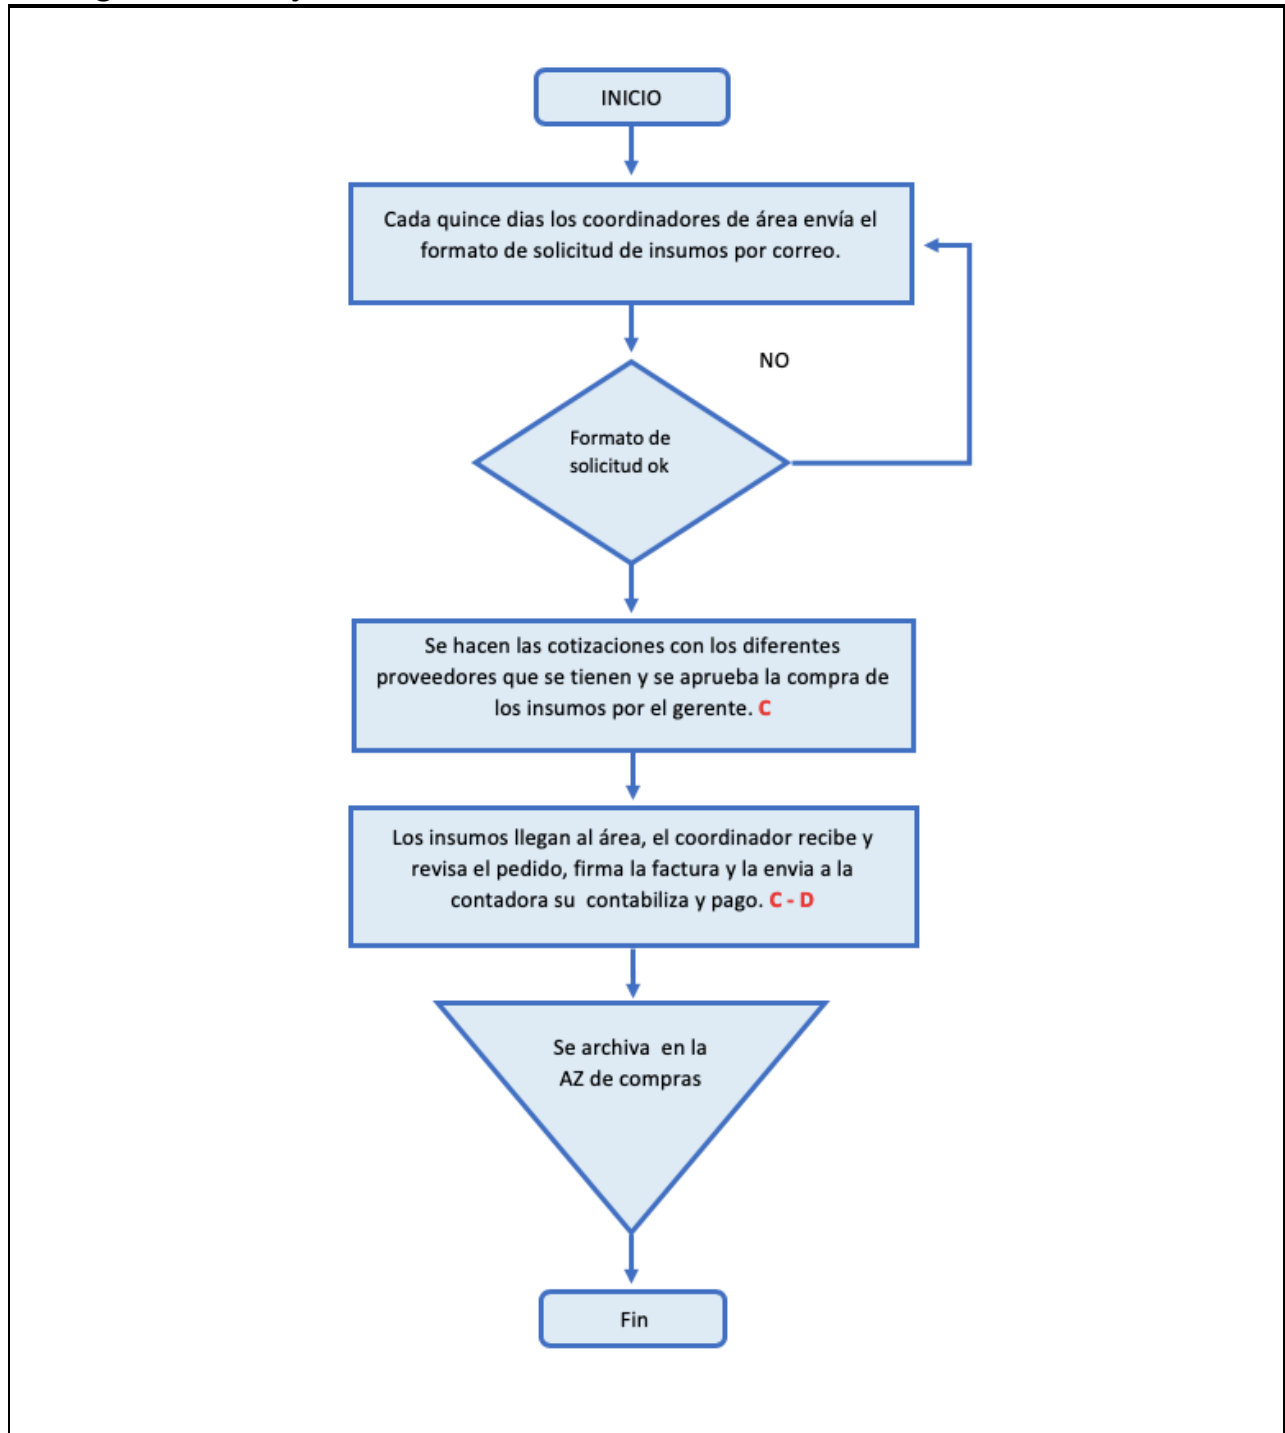 INICIO
Cada quince dias los coordinadores de área envía el
formato de solicitud de insumos por correo.
NO
Formato de
solicitud ok
Se hacen las cotizaciones con los diferentes
proveedores que se tienen y se aprueba la compra de
los insumos por el gerente. C
Los insumos llegan al área, el coordinador recibe y
revisa el pedido, firma la factura y la envia a la
contadora su  contabiliza y pago. C - D
Se archiva  en la
AZ de compras
Fin